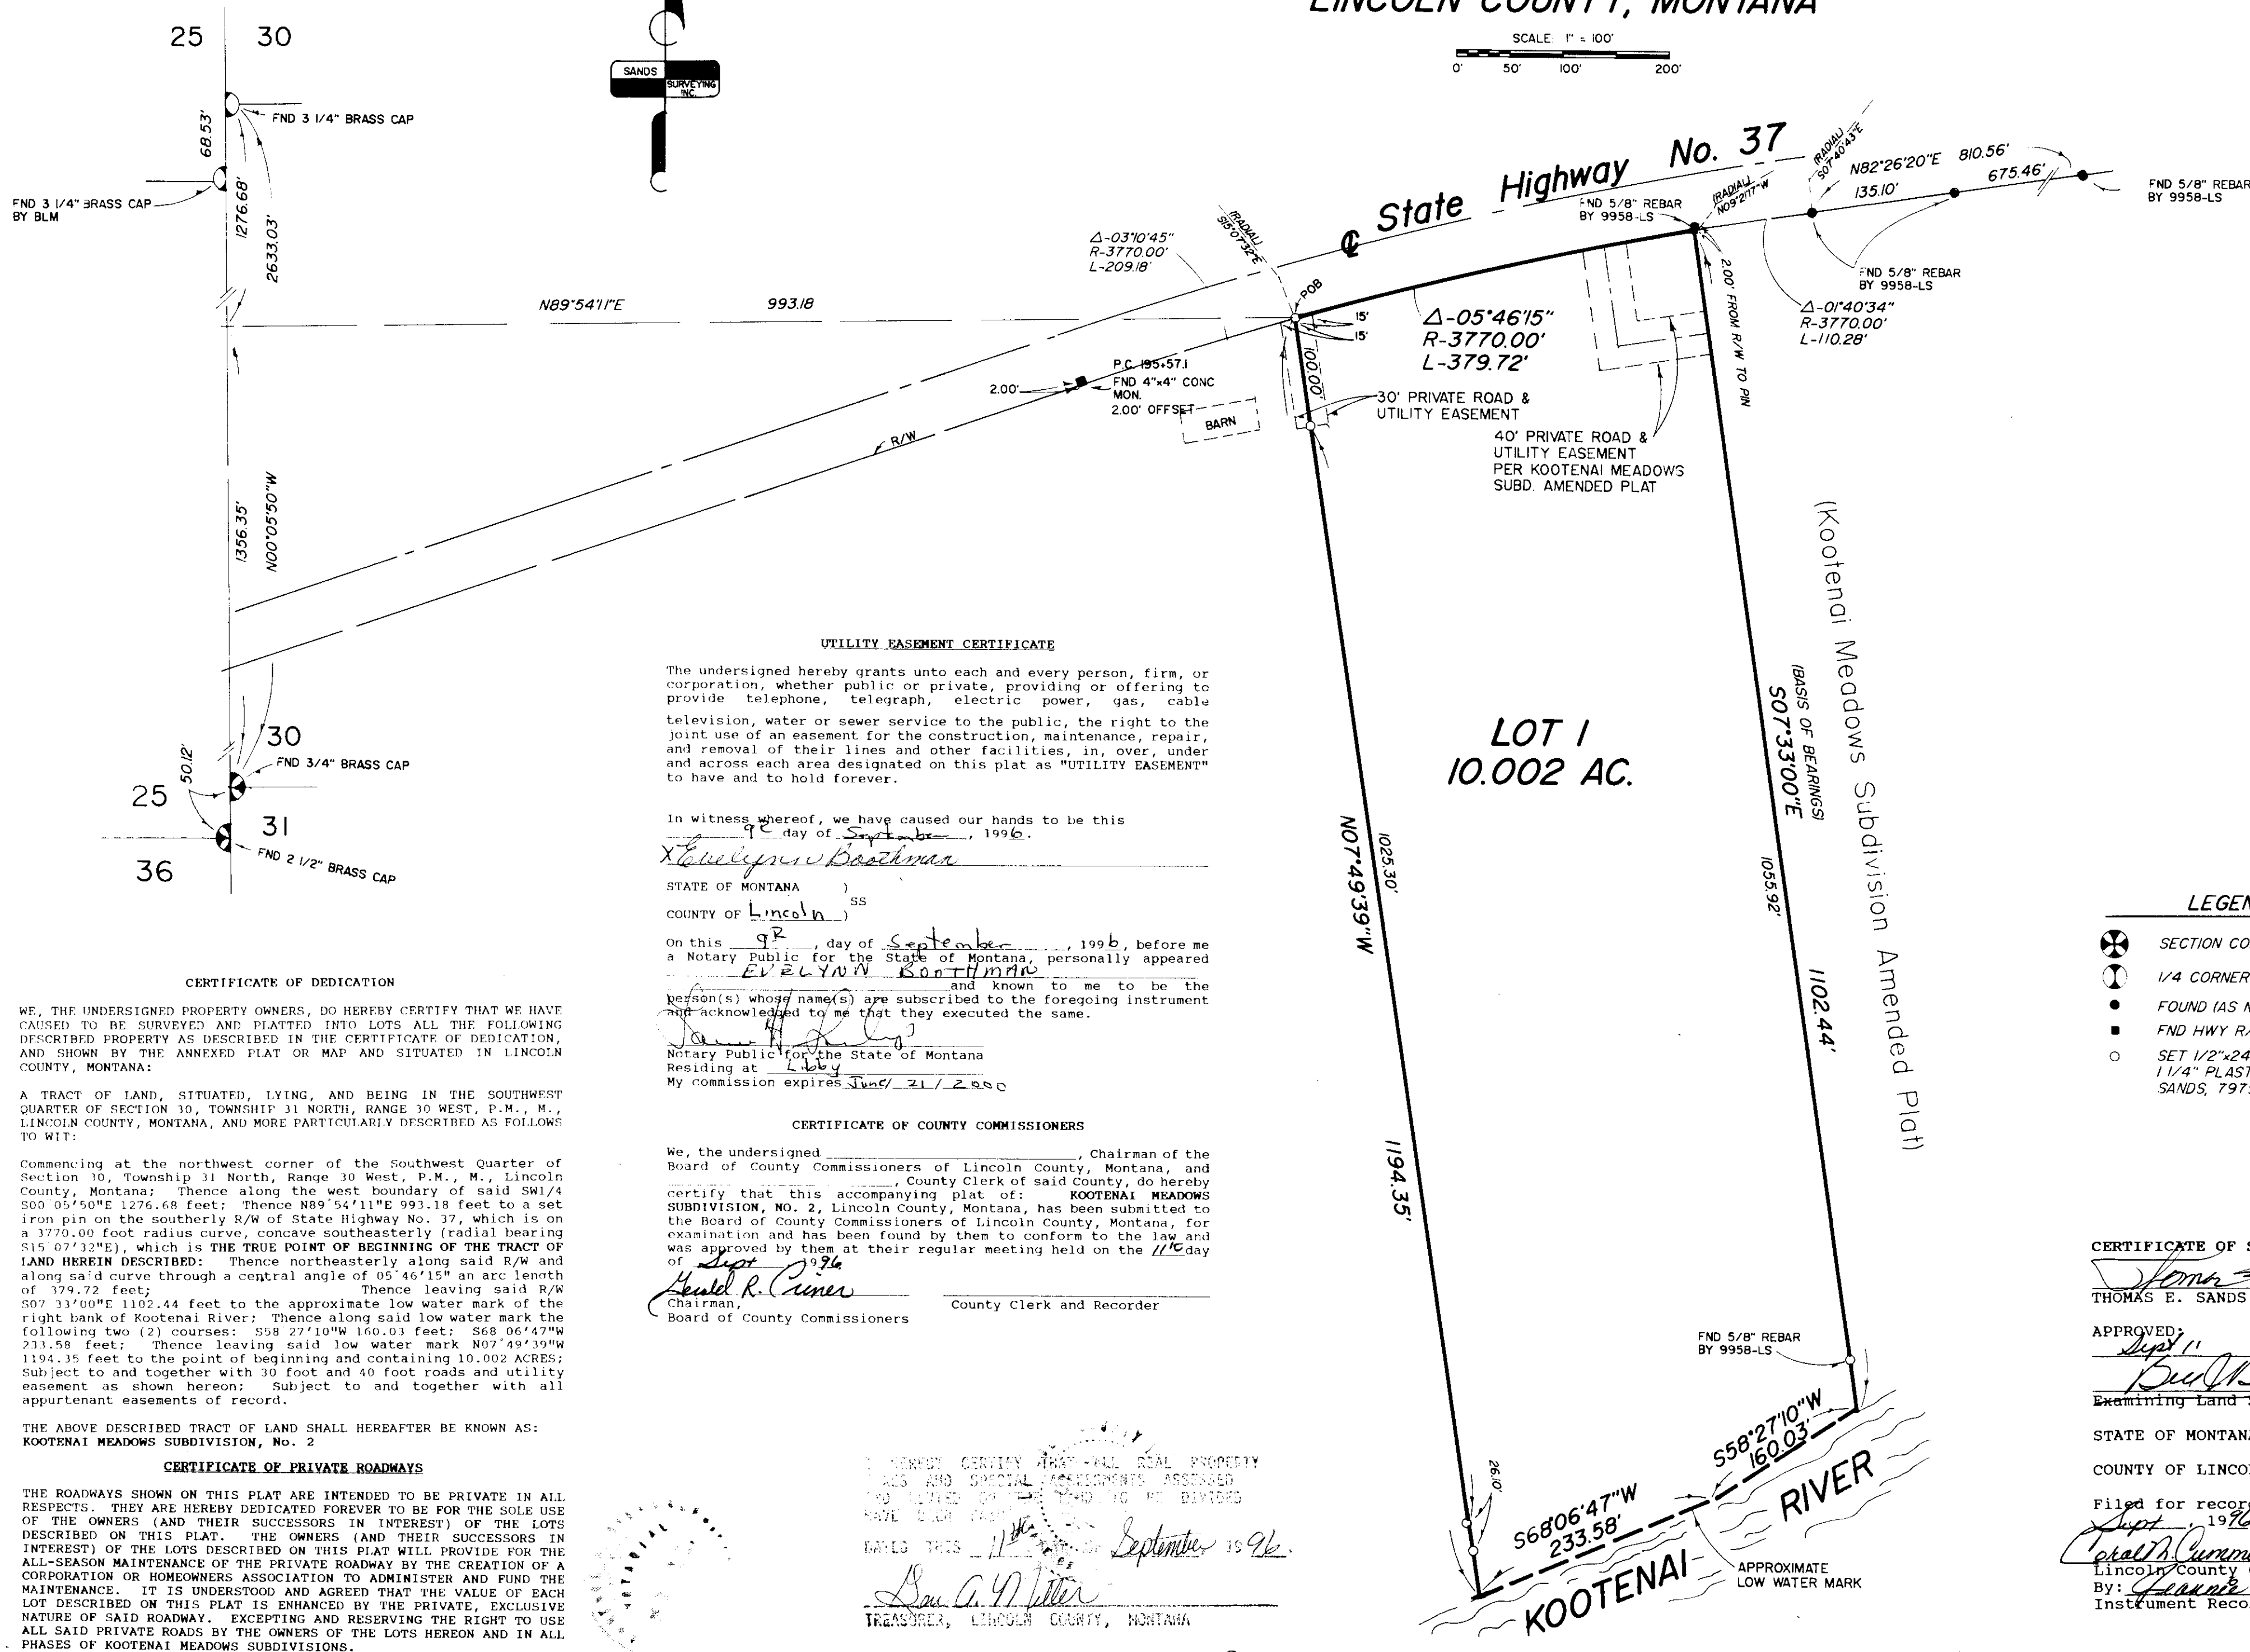 LINCOLN COUNTY, MONTANA
SCALE: 1" = 100'
0' 50' 100' 200'
25 30
SANDS
SURVEYING
INC.
FND 3 1/4" BRASS CAP
68.53'
FND 3 1/4" BRASS CAP
BY BLM
1276.68'
2633.03'
State Highway No. 37
(RADIAL)
S07°40'43"E
N82°26'20"E 810.56'
135.10'
675.46'
FND 5/8" REBAR
BY 9958-LS
FND 5/8" REBAR
BY 9958-LS
(RADIAL)
N09°21'17"W
(RADIAL)
S15°07'32"E
Δ-03°10'45"
R-3770.00'
L-209.18'
FND 5/8" REBAR
BY 9958-LS
Δ-01°40'34"
R-3770.00'
L-110.28'
2.00' FROM R/W TO PIN
N89°54'11"E 993.18
POB
15'
15'
Δ-05°46'15"
R-3770.00'
L-379.72'
100.00'
P.C. 195+57.1
FND 4"x4" CONC
MON.
2.00' OFFSET
2.00'
BARN
R/W
30' PRIVATE ROAD &
UTILITY EASEMENT
40' PRIVATE ROAD &
UTILITY EASEMENT
PER KOOTENAI MEADOWS
SUBD. AMENDED PLAT
1356.35'
N00°05'50"W
(Kootenai Meadows Subdivision Amended Plat)
(BASIS OF BEARINGS)
S07°33'00"E
1055.92'
1102.44'
LOT 1
10.002 AC.
N07°49'39"W
1025.30'
1194.35'
30
FND 3/4" BRASS CAP
50.12'
25
31
FND 2 1/2" BRASS CAP
36
UTILITY EASEMENT CERTIFICATE
The undersigned hereby grants unto each and every person, firm, or
corporation, whether public or private, providing or offering to
provide telephone, telegraph, electric power, gas, cable
television, water or sewer service to the public, the right to the
joint use of an easement for the construction, maintenance, repair,
and removal of their lines and other facilities, in, over, under
and across each area designated on this plat as "UTILITY EASEMENT"
to have and to hold forever.
In witness whereof, we have caused our hands to be this
day of September, 1996.
X Evelynn Boothman
STATE OF MONTANA )
SS
COUNTY OF Lincoln )
On this , day of September , 1996, before me
a Notary Public for the State of Montana, personally appeared
EVELYNN BOOTHMAN
and known to me to be the
person(s) whose name(s) are subscribed to the foregoing instrument
and acknowledged to me that they executed the same.
Notary Public for the State of Montana
Residing at Libby
My commission expires June/ 21/ 2000
CERTIFICATE OF COUNTY COMMISSIONERS
We, the undersigned , Chairman of the
Board of County Commissioners of Lincoln County, Montana, and
, County Clerk of said County, do hereby
certify that this accompanying plat of: KOOTENAI MEADOWS
SUBDIVISION, NO. 2, Lincoln County, Montana, has been submitted to
the Board of County Commissioners of Lincoln County, Montana, for
examination and has been found by them to conform to the law and
was approved by them at their regular meeting held on the 11th day
of Sept 1996
Gerald R. Criner
Chairman,
Board of County Commissioners
County Clerk and Recorder
CERTIFICATE OF DEDICATION
WE, THE UNDERSIGNED PROPERTY OWNERS, DO HEREBY CERTIFY THAT WE HAVE
CAUSED TO BE SURVEYED AND PLATTED INTO LOTS ALL THE FOLLOWING
DESCRIBED PROPERTY AS DESCRIBED IN THE CERTIFICATE OF DEDICATION,
AND SHOWN BY THE ANNEXED PLAT OR MAP AND SITUATED IN LINCOLN
COUNTY, MONTANA:
A TRACT OF LAND, SITUATED, LYING, AND BEING IN THE SOUTHWEST
QUARTER OF SECTION 30, TOWNSHIP 31 NORTH, RANGE 30 WEST, P.M., M.,
LINCOLN COUNTY, MONTANA, AND MORE PARTICULARLY DESCRIBED AS FOLLOWS
TO WIT:
Commencing at the northwest corner of the Southwest Quarter of
Section 30, Township 31 North, Range 30 West, P.M., M., Lincoln
County, Montana; Thence along the west boundary of said SW1/4
S00°05'50"E 1276.68 feet; Thence N89°54'11"E 993.18 feet to a set
iron pin on the southerly R/W of State Highway No. 37, which is on
a 3770.00 foot radius curve, concave southeasterly (radial bearing
S15°07'32"E), which is THE TRUE POINT OF BEGINNING OF THE TRACT OF
LAND HEREIN DESCRIBED: Thence northeasterly along said R/W and
along said curve through a central angle of 05°46'15" an arc length
of 379.72 feet; Thence leaving said R/W
S07°33'00"E 1102.44 feet to the approximate low water mark of the
right bank of Kootenai River; Thence along said low water mark the
following two (2) courses: S58°27'10"W 160.03 feet; S68°06'47"W
233.58 feet; Thence leaving said low water mark N07°49'39"W
1194.35 feet to the point of beginning and containing 10.002 ACRES;
Subject to and together with 30 foot and 40 foot roads and utility
easement as shown hereon; Subject to and together with all
appurtenant easements of record.
THE ABOVE DESCRIBED TRACT OF LAND SHALL HEREAFTER BE KNOWN AS:
KOOTENAI MEADOWS SUBDIVISION, No. 2
CERTIFICATE OF PRIVATE ROADWAYS
THE ROADWAYS SHOWN ON THIS PLAT ARE INTENDED TO BE PRIVATE IN ALL
RESPECTS. THEY ARE HEREBY DEDICATED FOREVER TO BE FOR THE SOLE USE
OF THE OWNERS (AND THEIR SUCCESSORS IN INTEREST) OF THE LOTS
DESCRIBED ON THIS PLAT. THE OWNERS (AND THEIR SUCCESSORS IN
INTEREST) OF THE LOTS DESCRIBED ON THIS PLAT WILL PROVIDE FOR THE
ALL-SEASON MAINTENANCE OF THE PRIVATE ROADWAY BY THE CREATION OF A
CORPORATION OR HOMEOWNERS ASSOCIATION TO ADMINISTER AND FUND THE
MAINTENANCE. IT IS UNDERSTOOD AND AGREED THAT THE VALUE OF EACH
LOT DESCRIBED ON THIS PLAT IS ENHANCED BY THE PRIVATE, EXCLUSIVE
NATURE OF SAID ROADWAY. EXCEPTING AND RESERVING THE RIGHT TO USE
ALL SAID PRIVATE ROADS BY THE OWNERS OF THE LOTS HEREON AND IN ALL
PHASES OF KOOTENAI MEADOWS SUBDIVISIONS.
HEREBY CERTIFY THAT ALL REAL PROPERTY
AND SPECIAL ASSESSMENTS ASSESSED
TO BE DIVIDED
DATED THIS 11th September 1996.
TREASURER, LINCOLN COUNTY, MONTANA
NOTARIAL
LEGEN
SECTION CO
1/4 CORNER
FOUND (AS N
FND HWY R/
SET 1/2"x24
1 1/4" PLAST
SANDS, 797
CERTIFICATE OF S
THOMAS E. SANDS
APPROVED:
Sept 11
Examining Land
STATE OF MONTAN
COUNTY OF LINCO
Filed for recor
Sept , 1996
Lincoln County
By: Jeannie
Instrument Reco
FND 5/8" REBAR
BY 9958-LS
26.10'
S58°27'10"W
160.03'
S68°06'47"W
233.58'
KOOTENAI RIVER
APPROXIMATE
LOW WATER MARK